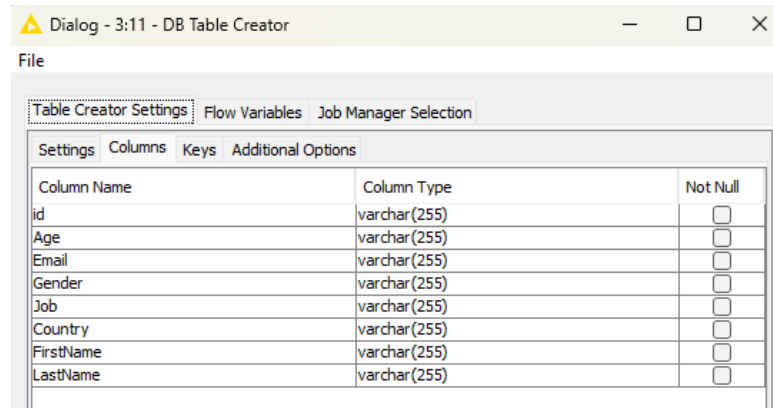 Dialog - 3:11 - DB Table Creator
File
Table Creator Settings Flow Variables Job Manager Selection
Settings Columns Keys Additional Options
Column Name Column Type Not Null
id varchar(255)
Age varchar(255)
Email varchar(255)
Gender varchar(255)
Job varchar(255)
Country varchar(255)
FirstName varchar(255)
LastName varchar(255)